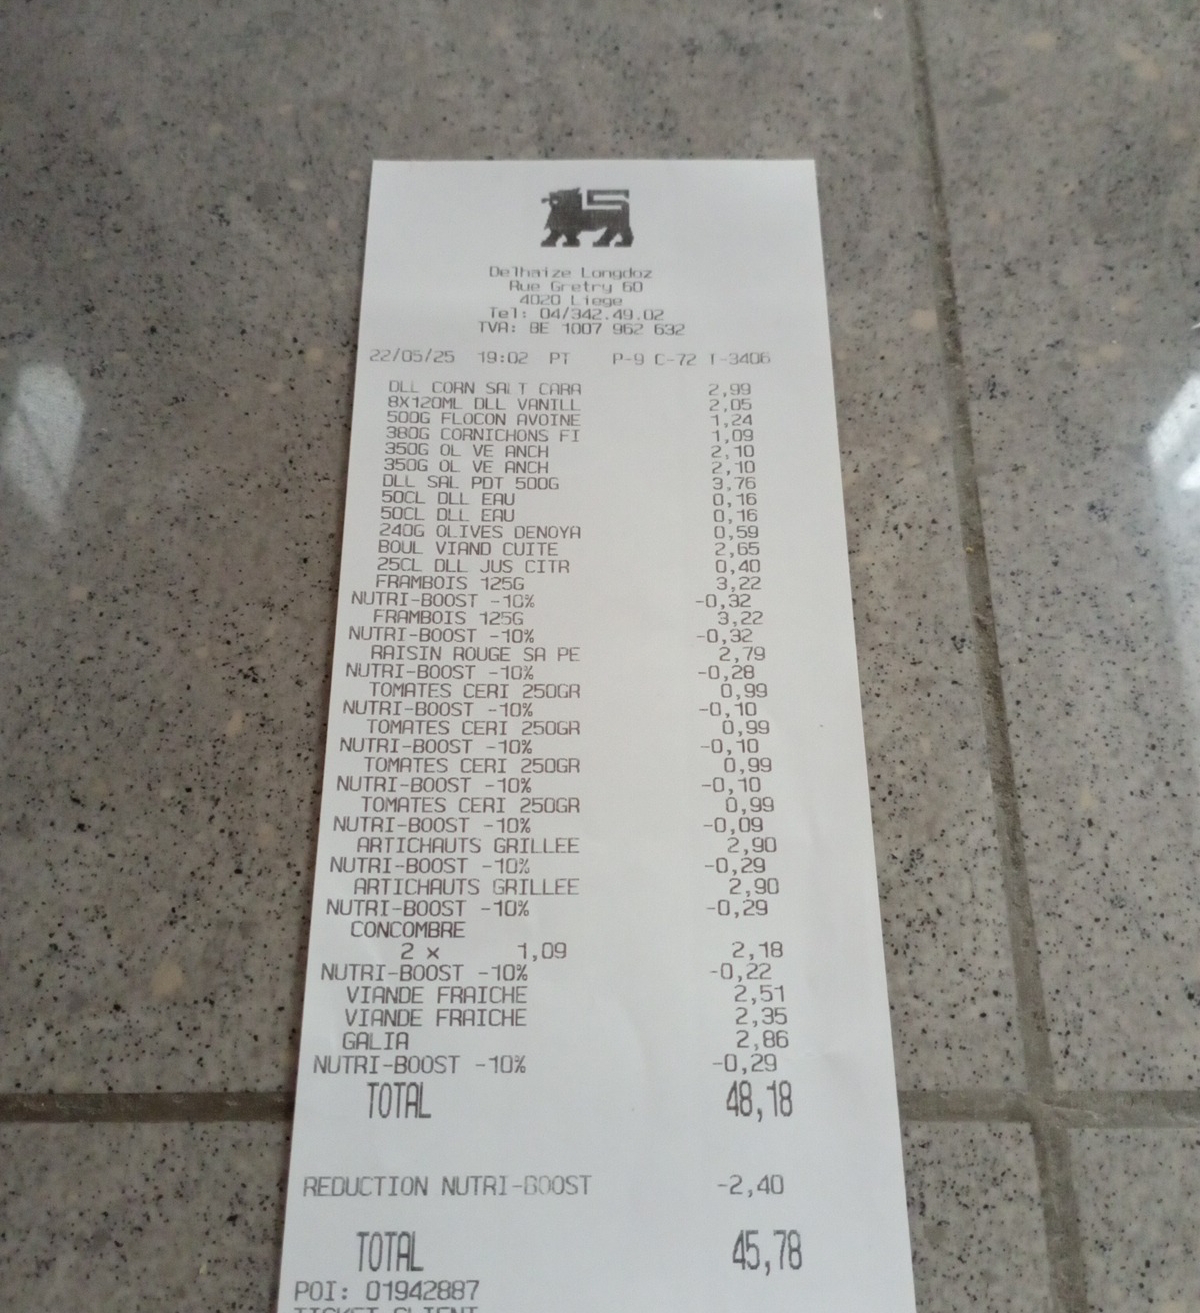 Delhaize Longdoz
Rue Gretry 60
4020 Liege
Tel: 04/342.49.02
TVA: BE 1007 962 632
22/05/25 19:02 PT P-9 C-72 T-3406
DLL CORN SALT CARA 2,99
8X120ML DLL VANILL 2,05
500G FLOCON AVOINE 1,24
380G CORNICHONS FI 1,09
350G OL VE ANCH 2,10
350G OL VE ANCH 2,10
DLL SAL PDT 500G 3,76
50CL DLL EAU 0,16
50CL DLL EAU 0,16
240G OLIVES DENOYA 0,59
BOUL VIAND CUITE 2,65
25CL DLL JUS CITR 0,40
FRAMBOIS 125G 3,22
NUTRI-BOOST -10% -0,32
FRAMBOIS 125G 3,22
NUTRI-BOOST -10% -0,32
RAISIN ROUGE SA PE 2,79
NUTRI-BOOST -10% -0,28
TOMATES CERI 250GR 0,99
NUTRI-BOOST -10% -0,10
TOMATES CERI 250GR 0,99
NUTRI-BOOST -10% -0,10
TOMATES CERI 250GR 0,99
NUTRI-BOOST -10% -0,10
TOMATES CERI 250GR 0,99
NUTRI-BOOST -10% -0,09
ARTICHAUTS GRILLEE 2,90
NUTRI-BOOST -10% -0,29
ARTICHAUTS GRILLEE 2,90
NUTRI-BOOST -10% -0,29
CONCOMBRE
2 x 1,09 2,18
NUTRI-BOOST -10% -0,22
VIANDE FRAICHE 2,51
VIANDE FRAICHE 2,35
GALIA 2,86
NUTRI-BOOST -10% -0,29
TOTAL 48,18
REDUCTION NUTRI-BOOST -2,40
TOTAL 45,78
POI: 01942887
TICKET CLIENT